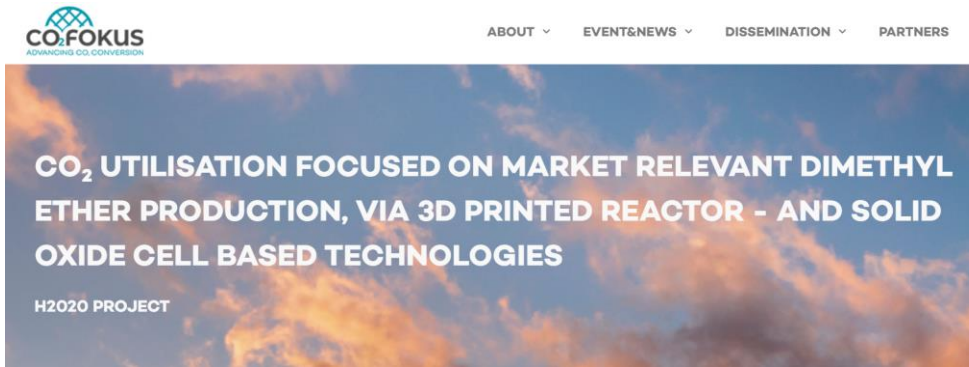 CO₂FOKUS
ADVANCING CO₂ CONVERSION
ABOUT
EVENT&NEWS
DISSEMINATION
PARTNERS
CO₂ UTILISATION FOCUSED ON MARKET RELEVANT DIMETHYL
ETHER PRODUCTION, VIA 3D PRINTED REACTOR - AND SOLID
OXIDE CELL BASED TECHNOLOGIES
H2020 PROJECT